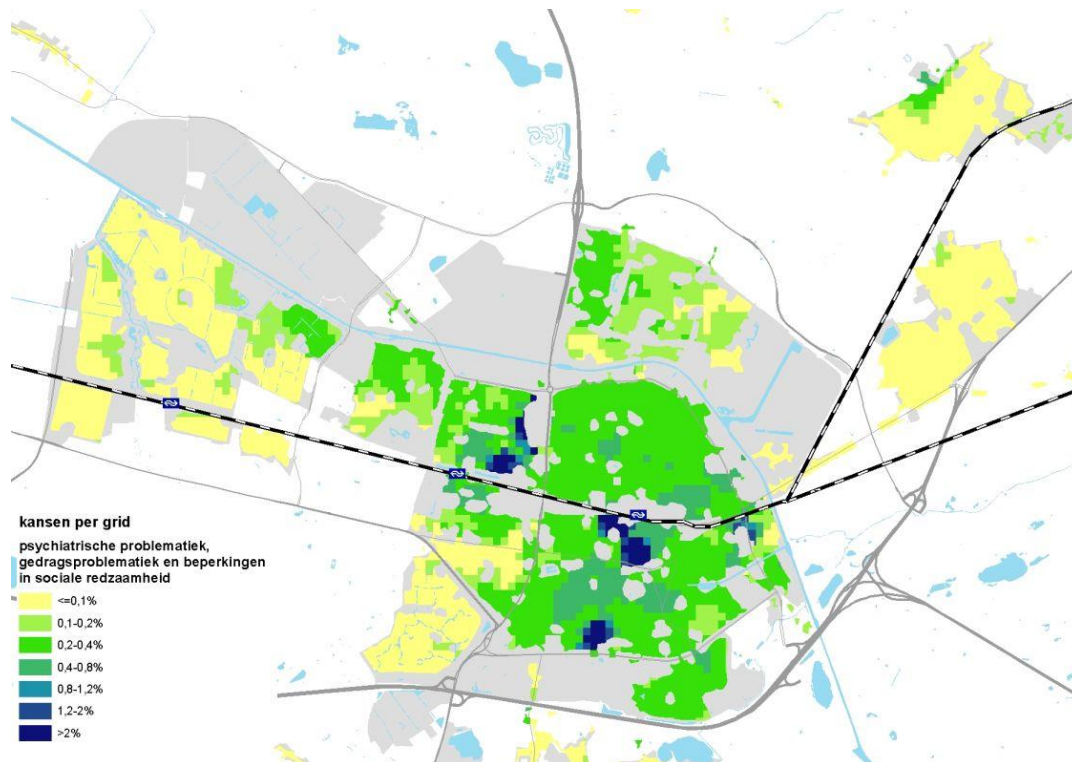 kansen per grid
psychiatrische problematiek,
gedragsproblematiek en beperkingen
in sociale redzaamheid
<=0,1%
0,1-0,2%
0,2-0,4%
0,4-0,8%
0,8-1,2%
1,2-2%
>2%